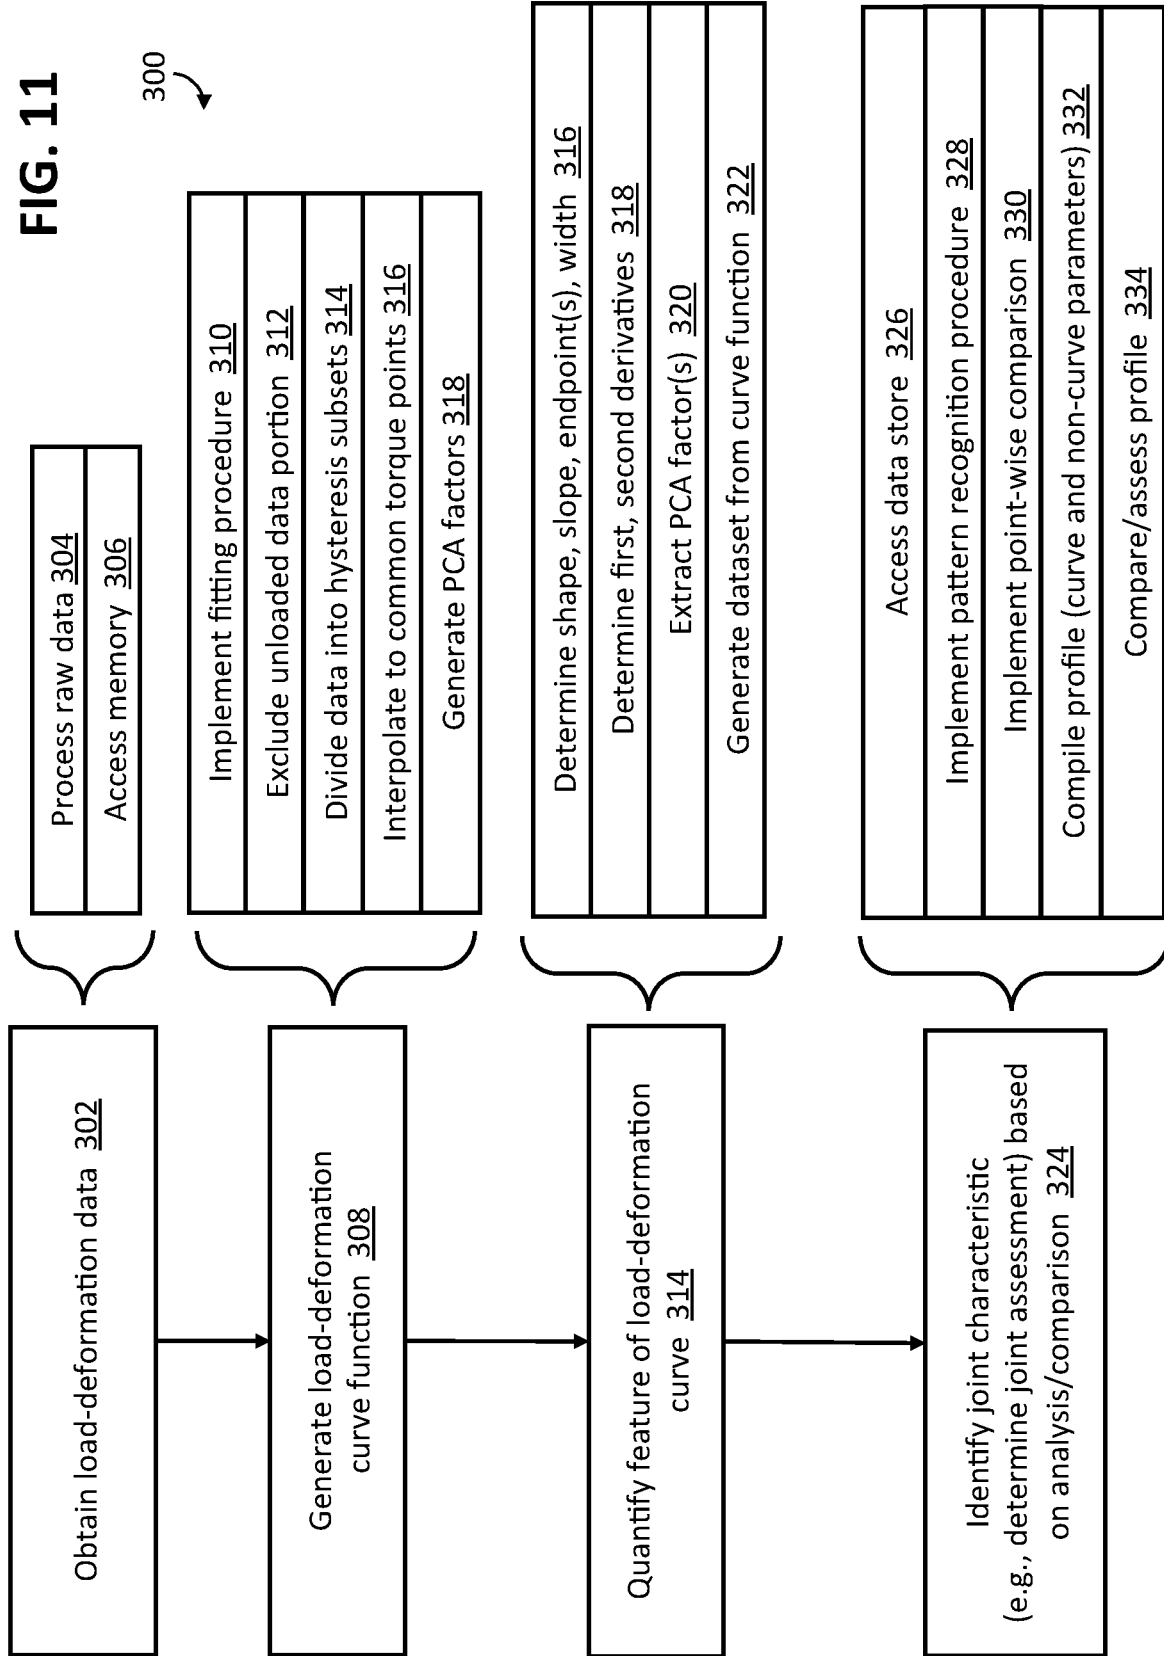 FIG. 11
300
Obtain load-deformation data 302
Process raw data 304
Access memory 306
Generate load-deformation
curve function 308
Implement fitting procedure 310
Exclude unloaded data portion 312
Divide data into hysteresis subsets 314
Interpolate to common torque points 316
Generate PCA factors 318
Quantify feature of load-deformation
curve 314
Determine shape, slope, endpoint(s), width 316
Determine first, second derivatives 318
Extract PCA factor(s) 320
Generate dataset from curve function 322
Identify joint characteristic
(e.g., determine joint assessment) based
on analysis/comparison 324
Access data store 326
Implement pattern recognition procedure 328
Implement point-wise comparison 330
Compile profile (curve and non-curve parameters) 332
Compare/assess profile 334